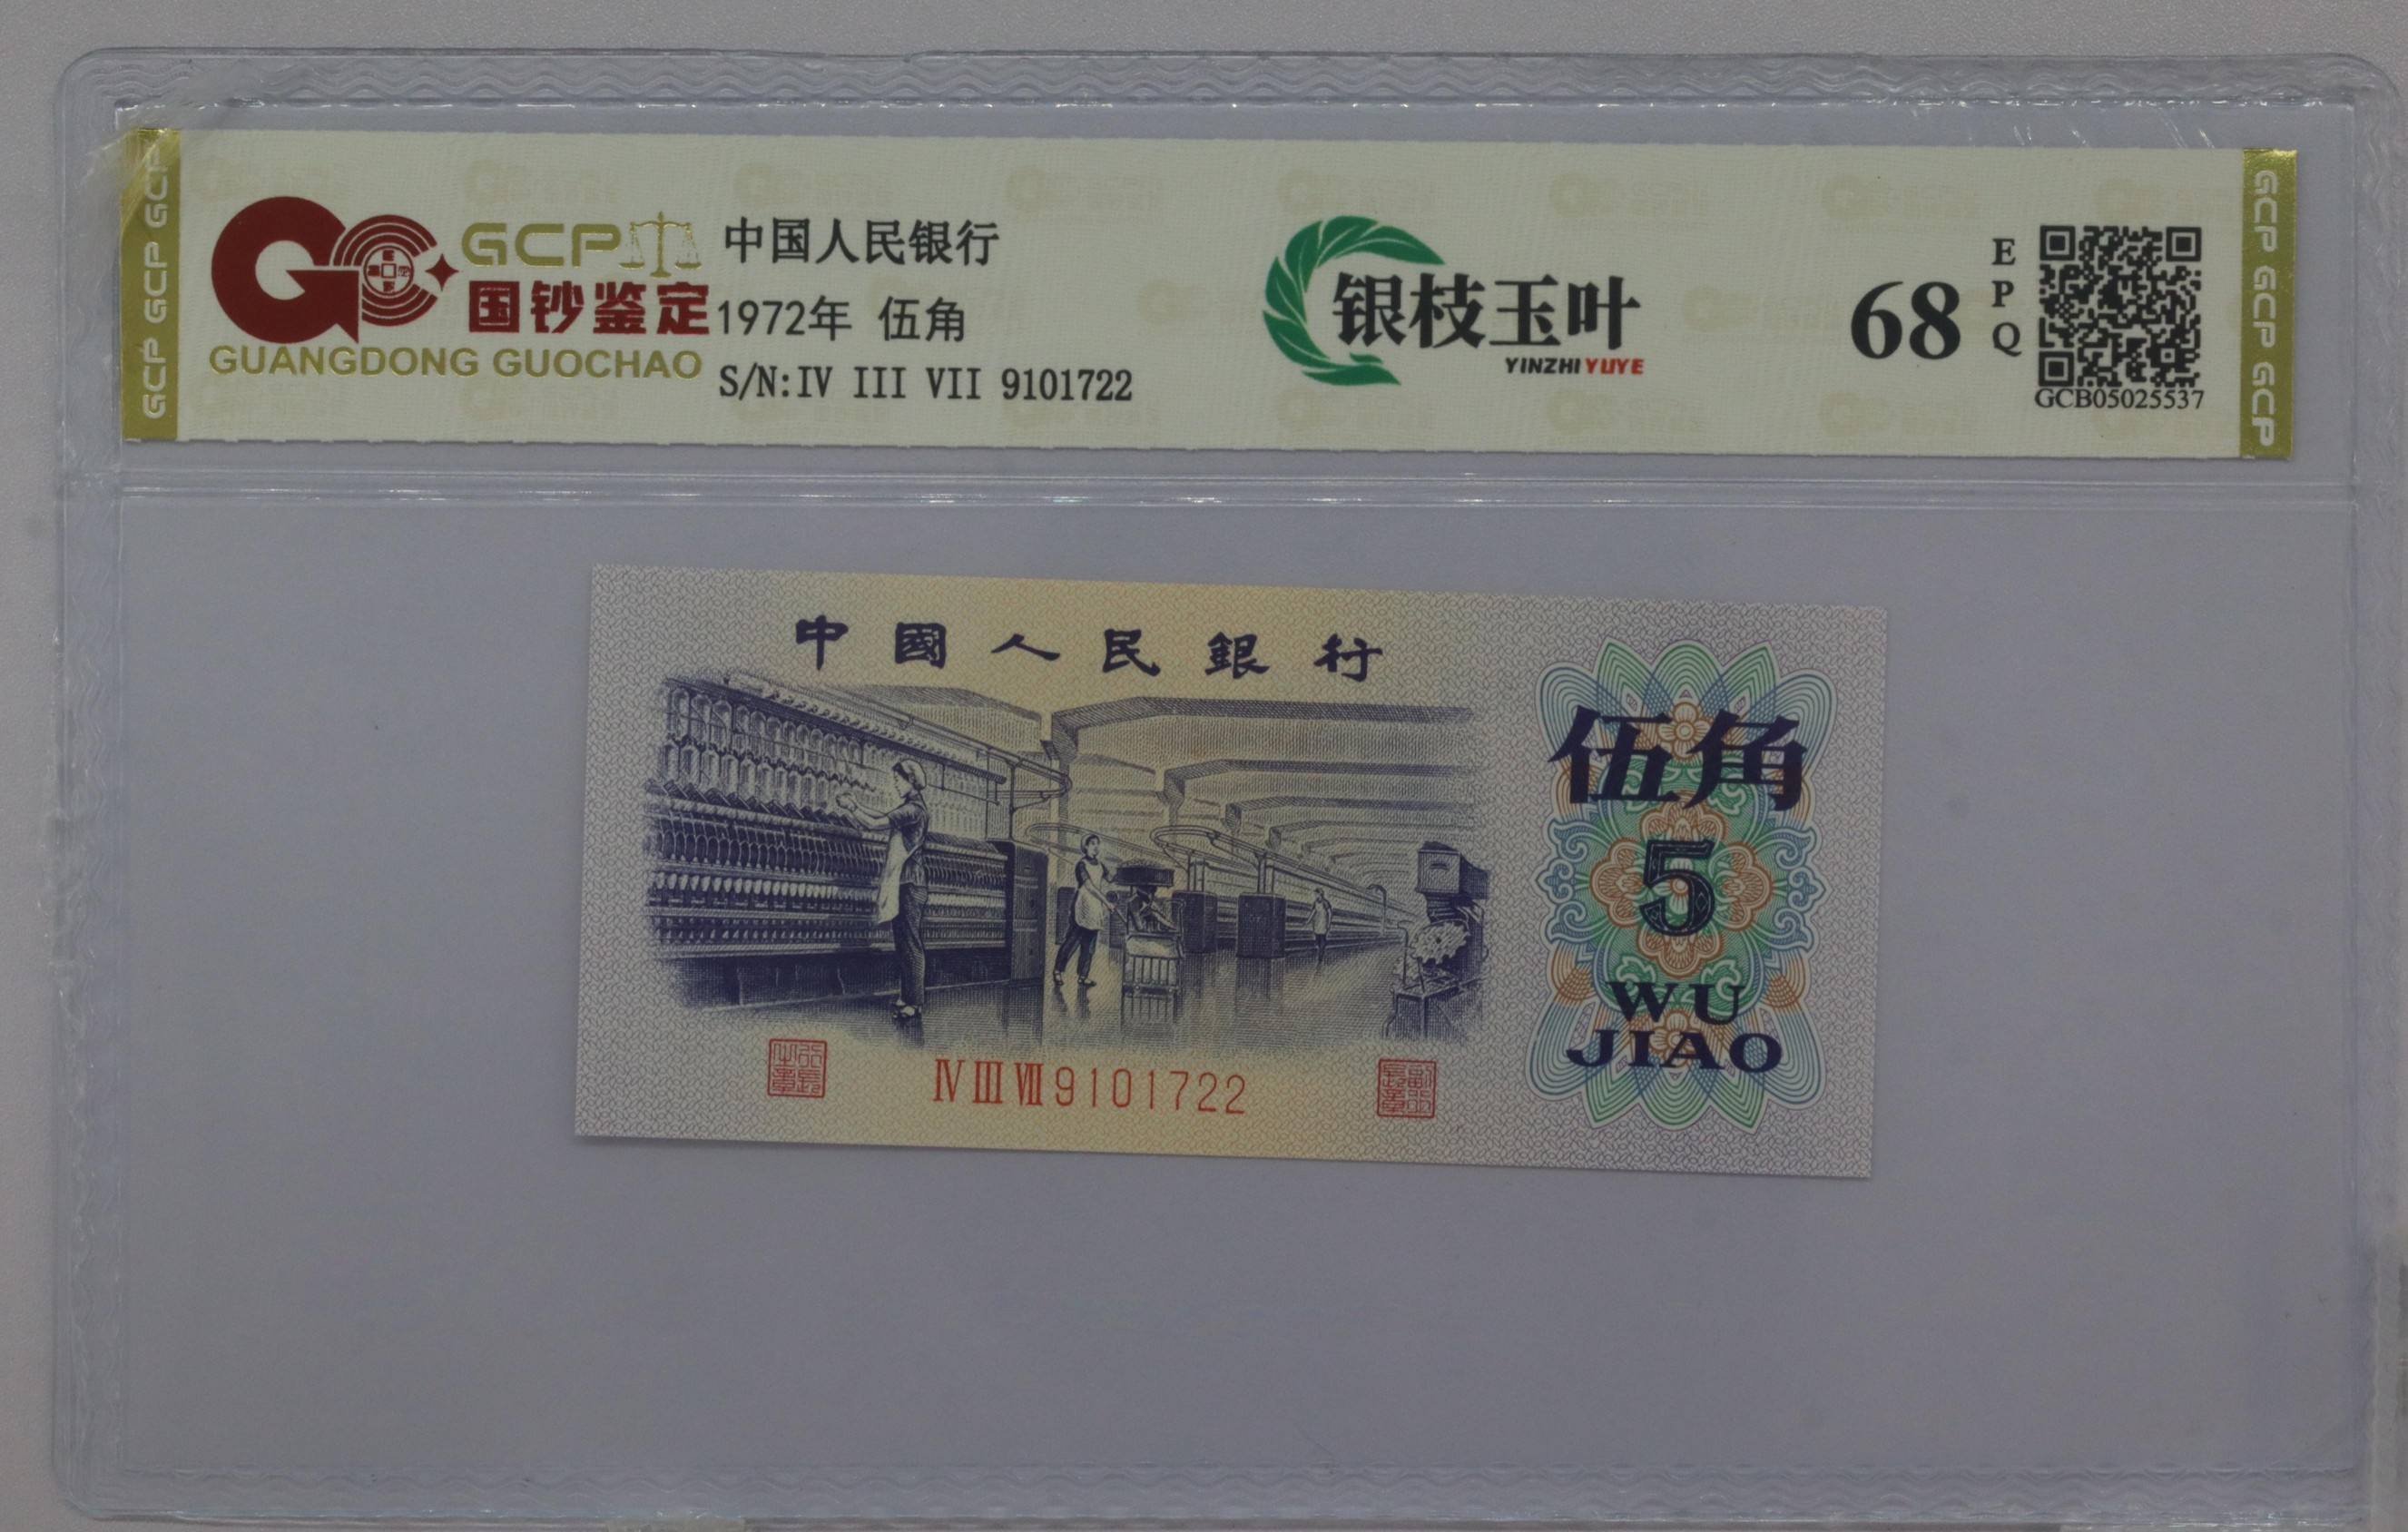 GCP GCP GCP
GCP
国钞鉴定
GUANGDONG GUOCHAO
中国人民银行
1972年 伍角
S/N:IV III VII 9101722
银枝玉叶
YINZHI YUYE
68
EPQ
GCB05025537
GCP GCP GCP
中國人民銀行
伍角
5
WU
JIAO
ⅣⅢⅦ9101722